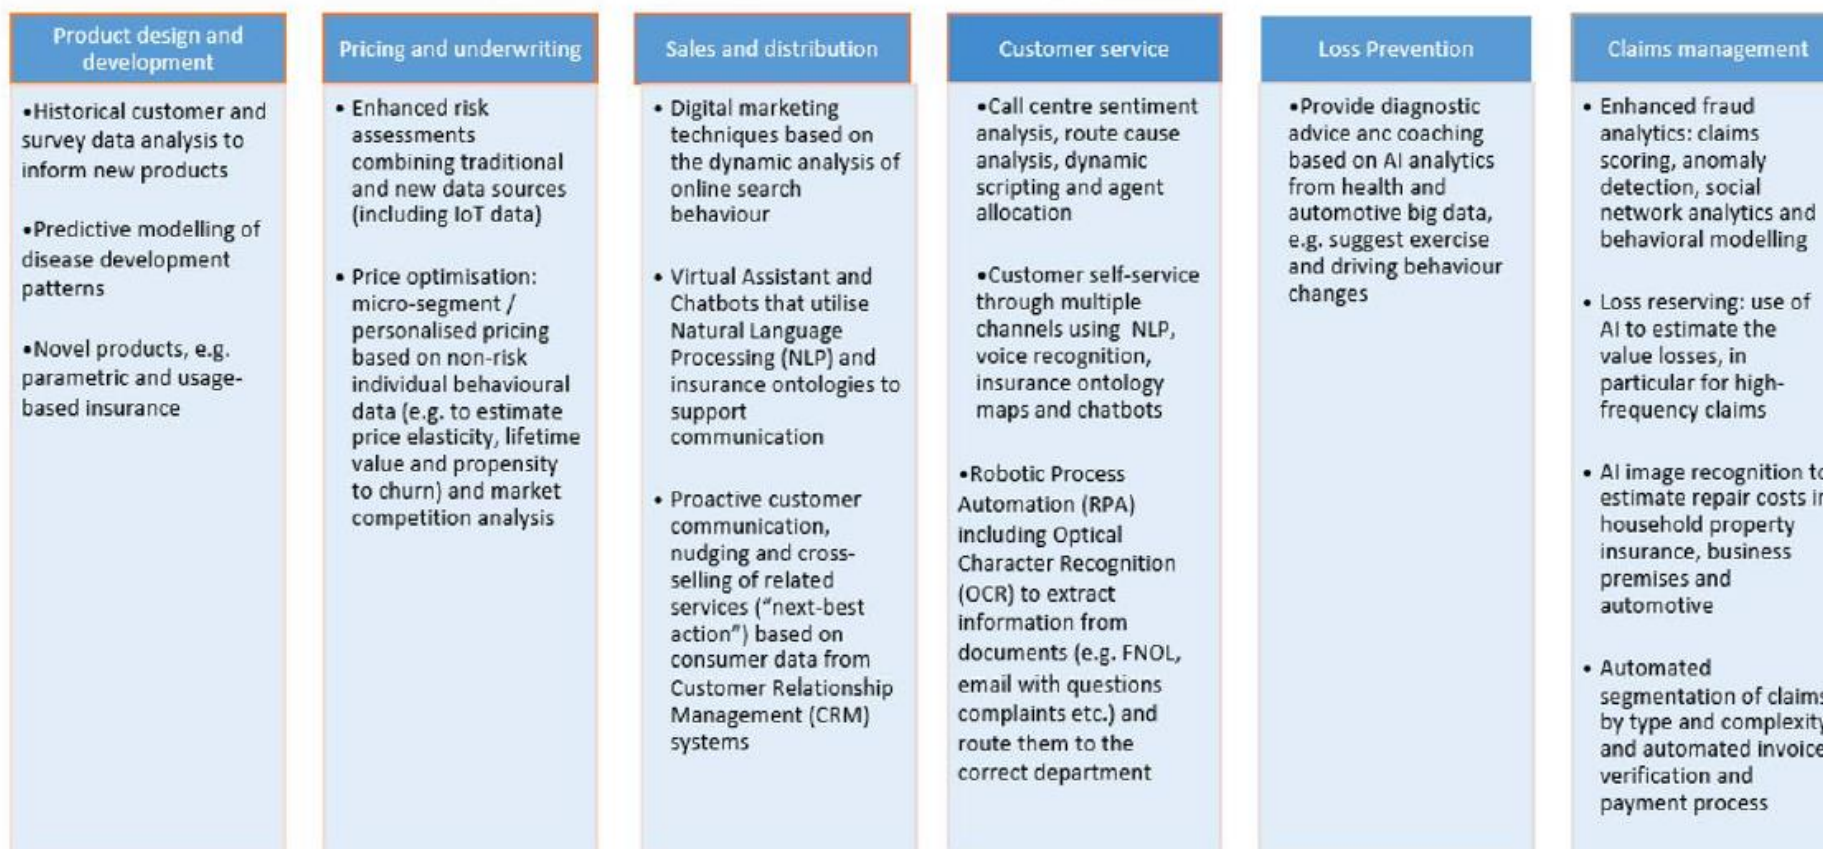 Product design and
development
•Historical customer and
survey data analysis to
inform new products
•Predictive modelling of
disease development
patterns
•Novel products, e.g.
parametric and usage-
based insurance
Pricing and underwriting
• Enhanced risk
assessments
combining traditional
and new data sources
(including IoT data)
• Price optimisation:
micro-segment /
personalised pricing
based on non-risk
individual behavioural
data (e.g. to estimate
price elasticity, lifetime
value and propensity
to churn) and market
competition analysis
Sales and distribution
• Digital marketing
techniques based on
the dynamic analysis of
online search
behaviour
• Virtual Assistant and
Chatbots that utilise
Natural Language
Processing (NLP) and
insurance ontologies to
support
communication
• Proactive customer
communication,
nudging and cross-
selling of related
services (“next-best
action”) based on
consumer data from
Customer Relationship
Management (CRM)
systems
Customer service
•Call centre sentiment
analysis, route cause
analysis, dynamic
scripting and agent
allocation
•Customer self-service
through multiple
channels using NLP,
voice recognition,
insurance ontology
maps and chatbots
•Robotic Process
Automation (RPA)
including Optical
Character Recognition
(OCR) to extract
information from
documents (e.g. FNOL,
email with questions
complaints etc.) and
route them to the
correct department
Loss Prevention
•Provide diagnostic
advice anc coaching
based on AI analytics
from health and
automotive big data,
e.g. suggest exercise
and driving behaviour
changes
Claims management
• Enhanced fraud
analytics: claims
scoring, anomaly
detection, social
network analytics and
behavioral modelling
• Loss reserving: use of
AI to estimate the
value losses, in
particular for high-
frequency claims
• AI image recognition to
estimate repair costs in
household property
insurance, business
premises and
automotive
• Automated
segmentation of claims
by type and complexity
and automated invoice
verification and
payment process